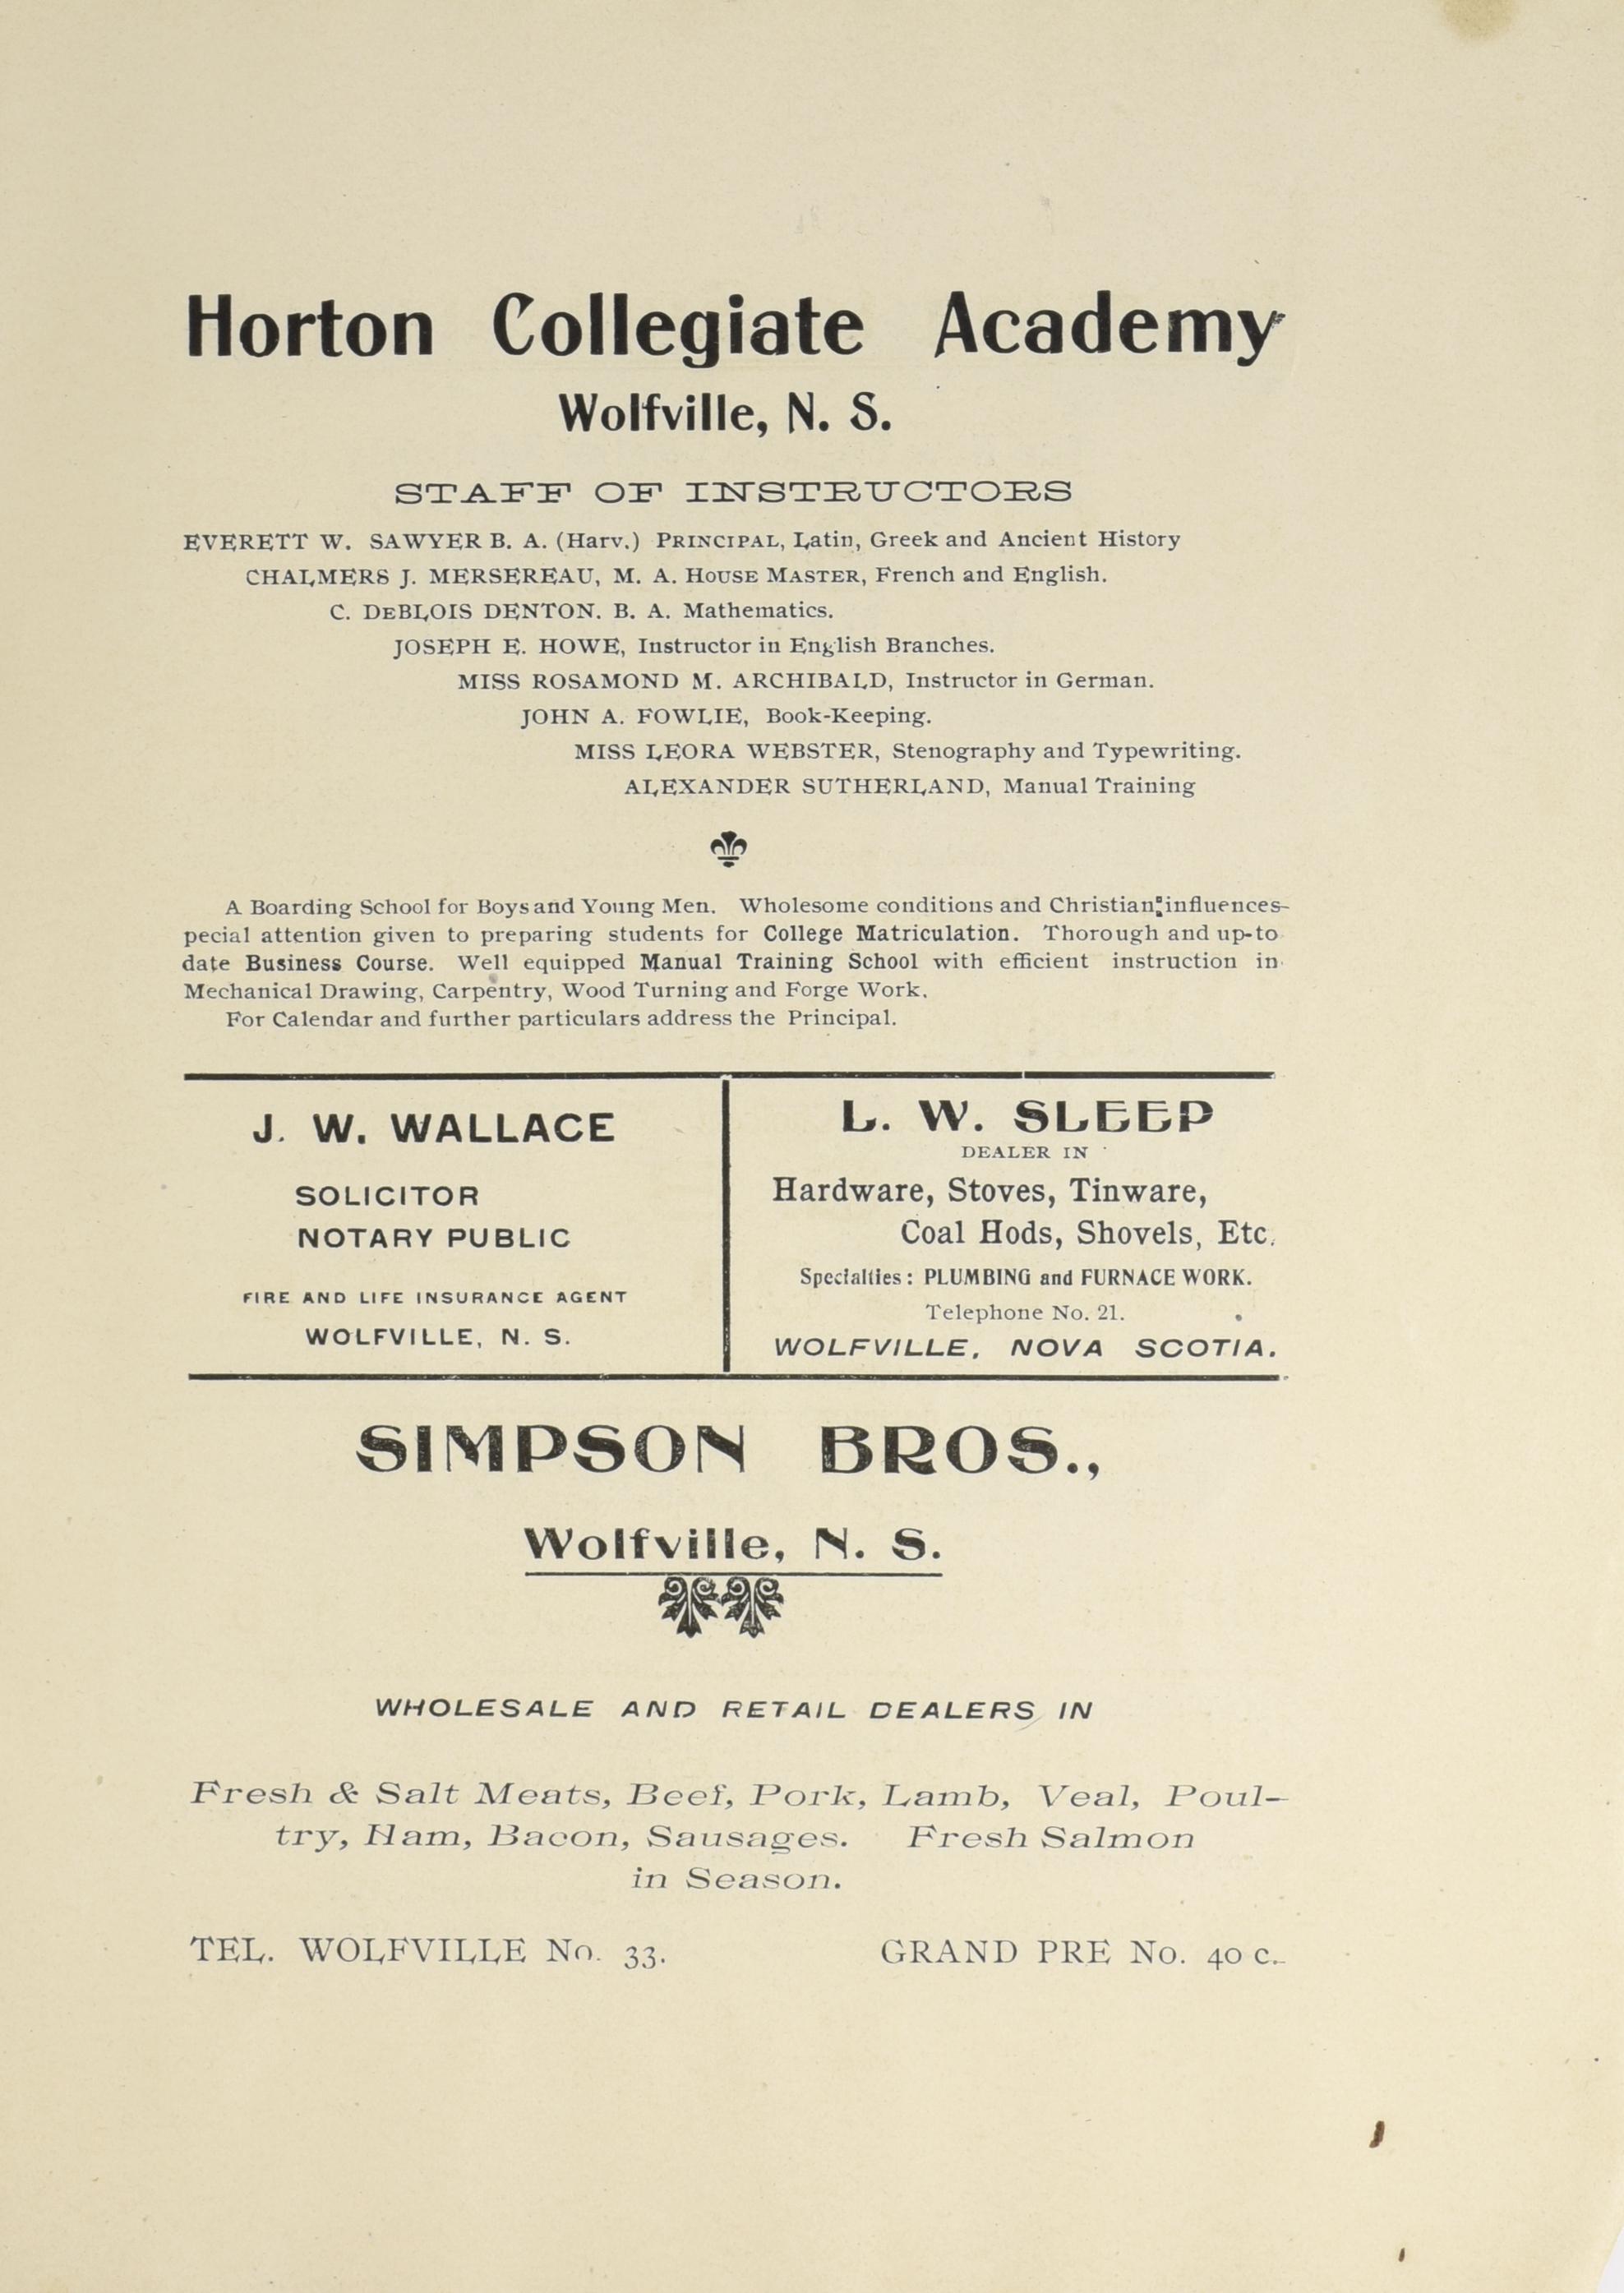 Horton Collegiate Academy
Wolfville, N. S.
STAFF OF INSTRUCTORS
EVERETT W. SAWYER B. A. (Harv.) PRINCIPAL, Latin, Greek and Ancient History
CHALMERS J. MERSEREAU, M. A. HOUSE MASTER, French and English.
C. DEBLOIS DENTON. B. A. Mathematics.
JOSEPH E. HOWE, Instructor in English Branches.
MISS ROSAMOND M. ARCHIBALD, Instructor in German.
JOHN A. FOWLIE, Book-Keeping.
MISS LEORA WEBSTER, Stenography and Typewriting.
ALEXANDER SUTHERLAND, Manual Training
A Boarding School for Boys and Young Men. Wholesome conditions and Christian influences-
pecial attention given to preparing students for College Matriculation. Thorough and up-to
date Business Course. Well equipped Manual Training School with efficient instruction in
Mechanical Drawing, Carpentry, Wood Turning and Forge Work.
For Calendar and further particulars address the Principal.
J. W. WALLACE
SOLICITOR
NOTARY PUBLIC
FIRE AND LIFE INSURANCE AGENT
WOLFVILLE, N. S.
L. W. SLEEP
DEALER IN
Hardware, Stoves, Tinware,
Coal Hods, Shovels, Etc.
Specialties: PLUMBING and FURNACE WORK.
Telephone No. 21.
WOLFVILLE, NOVA SCOTIA.
SIMPSON BROS.,
Wolfville, N. S.
WHOLESALE AND RETAIL DEALERS IN
Fresh & Salt Meats, Beef, Pork, Lamb, Veal, Poul-
try, Ham, Bacon, Sausages. Fresh Salmon
in Season.
TEL. WOLFVILLE No. 33. GRAND PRE No. 40 c.